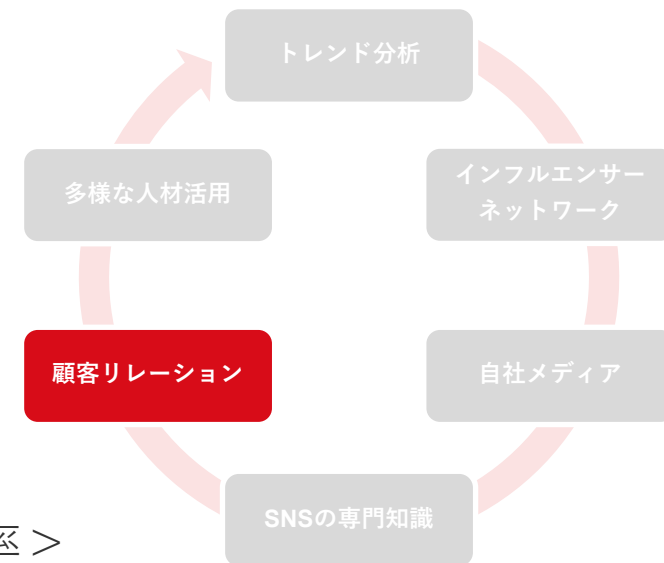 トレンド分析
多様な人材活用
インフルエンサー
ネットワーク
顧客リレーション
自社メディア
SNSの専門知識